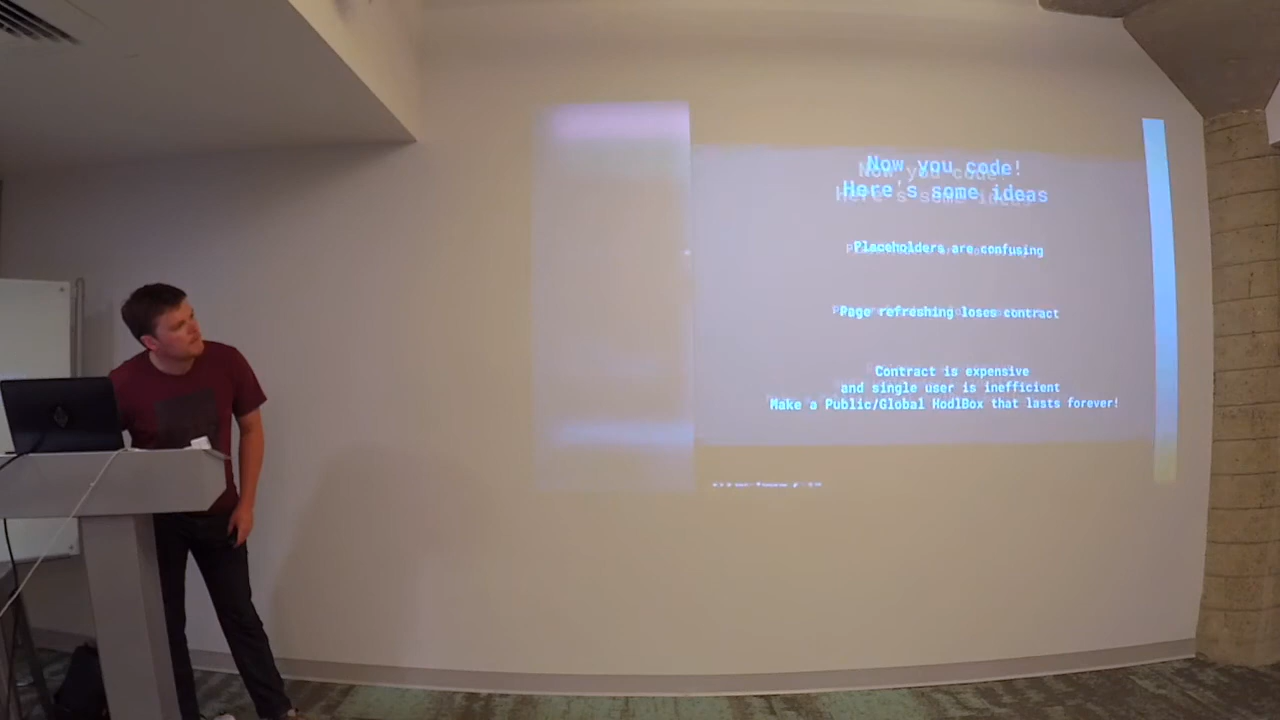 Now you code!
Here's some ideas
Placeholders are confusing
Page refreshing loses contract
Contract is expensive
and single user is inefficient
Make a Public/Global HodlBox that lasts forever!